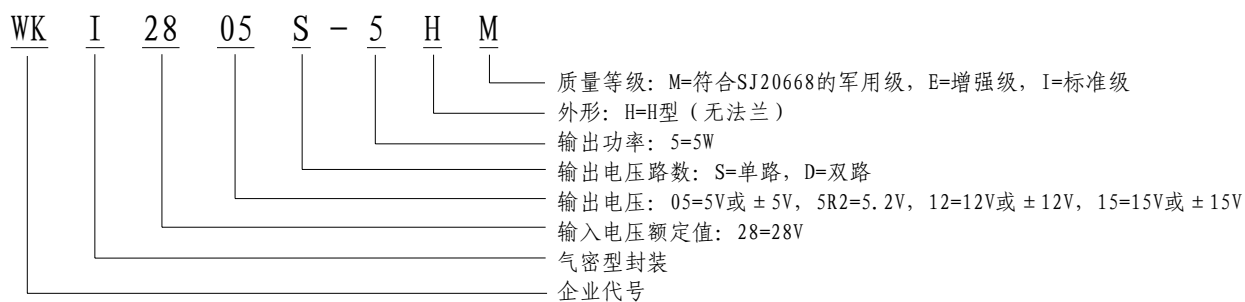 WK I 28 05 S - 5 H M
质量等级：M=符合SJ20668的军用级，E=增强级，I=标准级
外形：H=H型（无法兰）
输出功率：5=5W
输出电压路数：S=单路，D=双路
输出电压：05=5V或±5V，5R2=5.2V，12=12V或±12V，15=15V或±15V
输入电压额定值：28=28V
气密型封装
企业代号